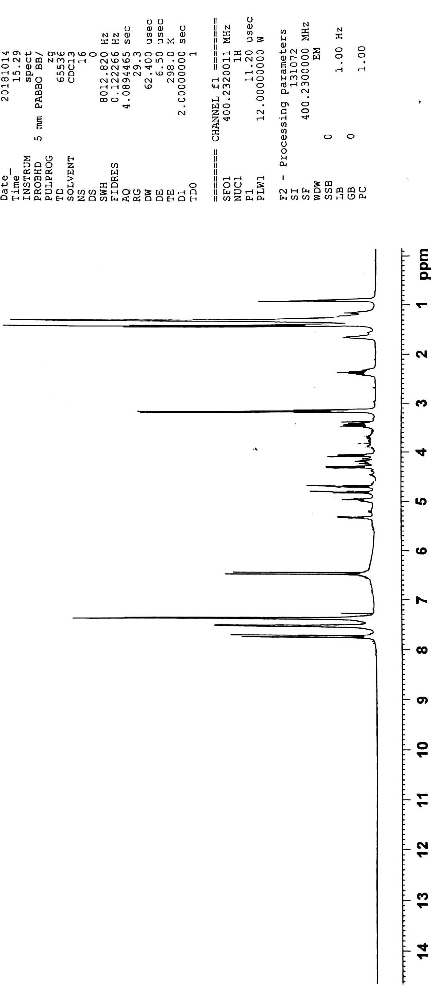 Date_ 20181014
Time_ 15.29
INSTRUM spect
PROBHD 5 mm PABBO BB/
PULPROG zg
TD 65536
SOLVENT CDCl3
NS 16
DS 0
SWH 8012.820 Hz
FIDRES 0.122266 Hz
AQ 4.0894465 sec
RG 29.3
DW 62.400 usec
DE 6.50 usec
TE 298.0 K
D1 2.00000000 sec
TD0 1
======== CHANNEL f1 ========
SFO1 400.2320011 MHz
NUC1 1H
P1 11.20 usec
PLW1 12.00000000 W
F2 - Processing parameters
SI 131072
SF 400.2300000 MHz
WDW EM
SSB 0
LB 1.00 Hz
GB 0
PC 1.00
14 13 12 11 10 9 8 7 6 5 4 3 2 1 ppm